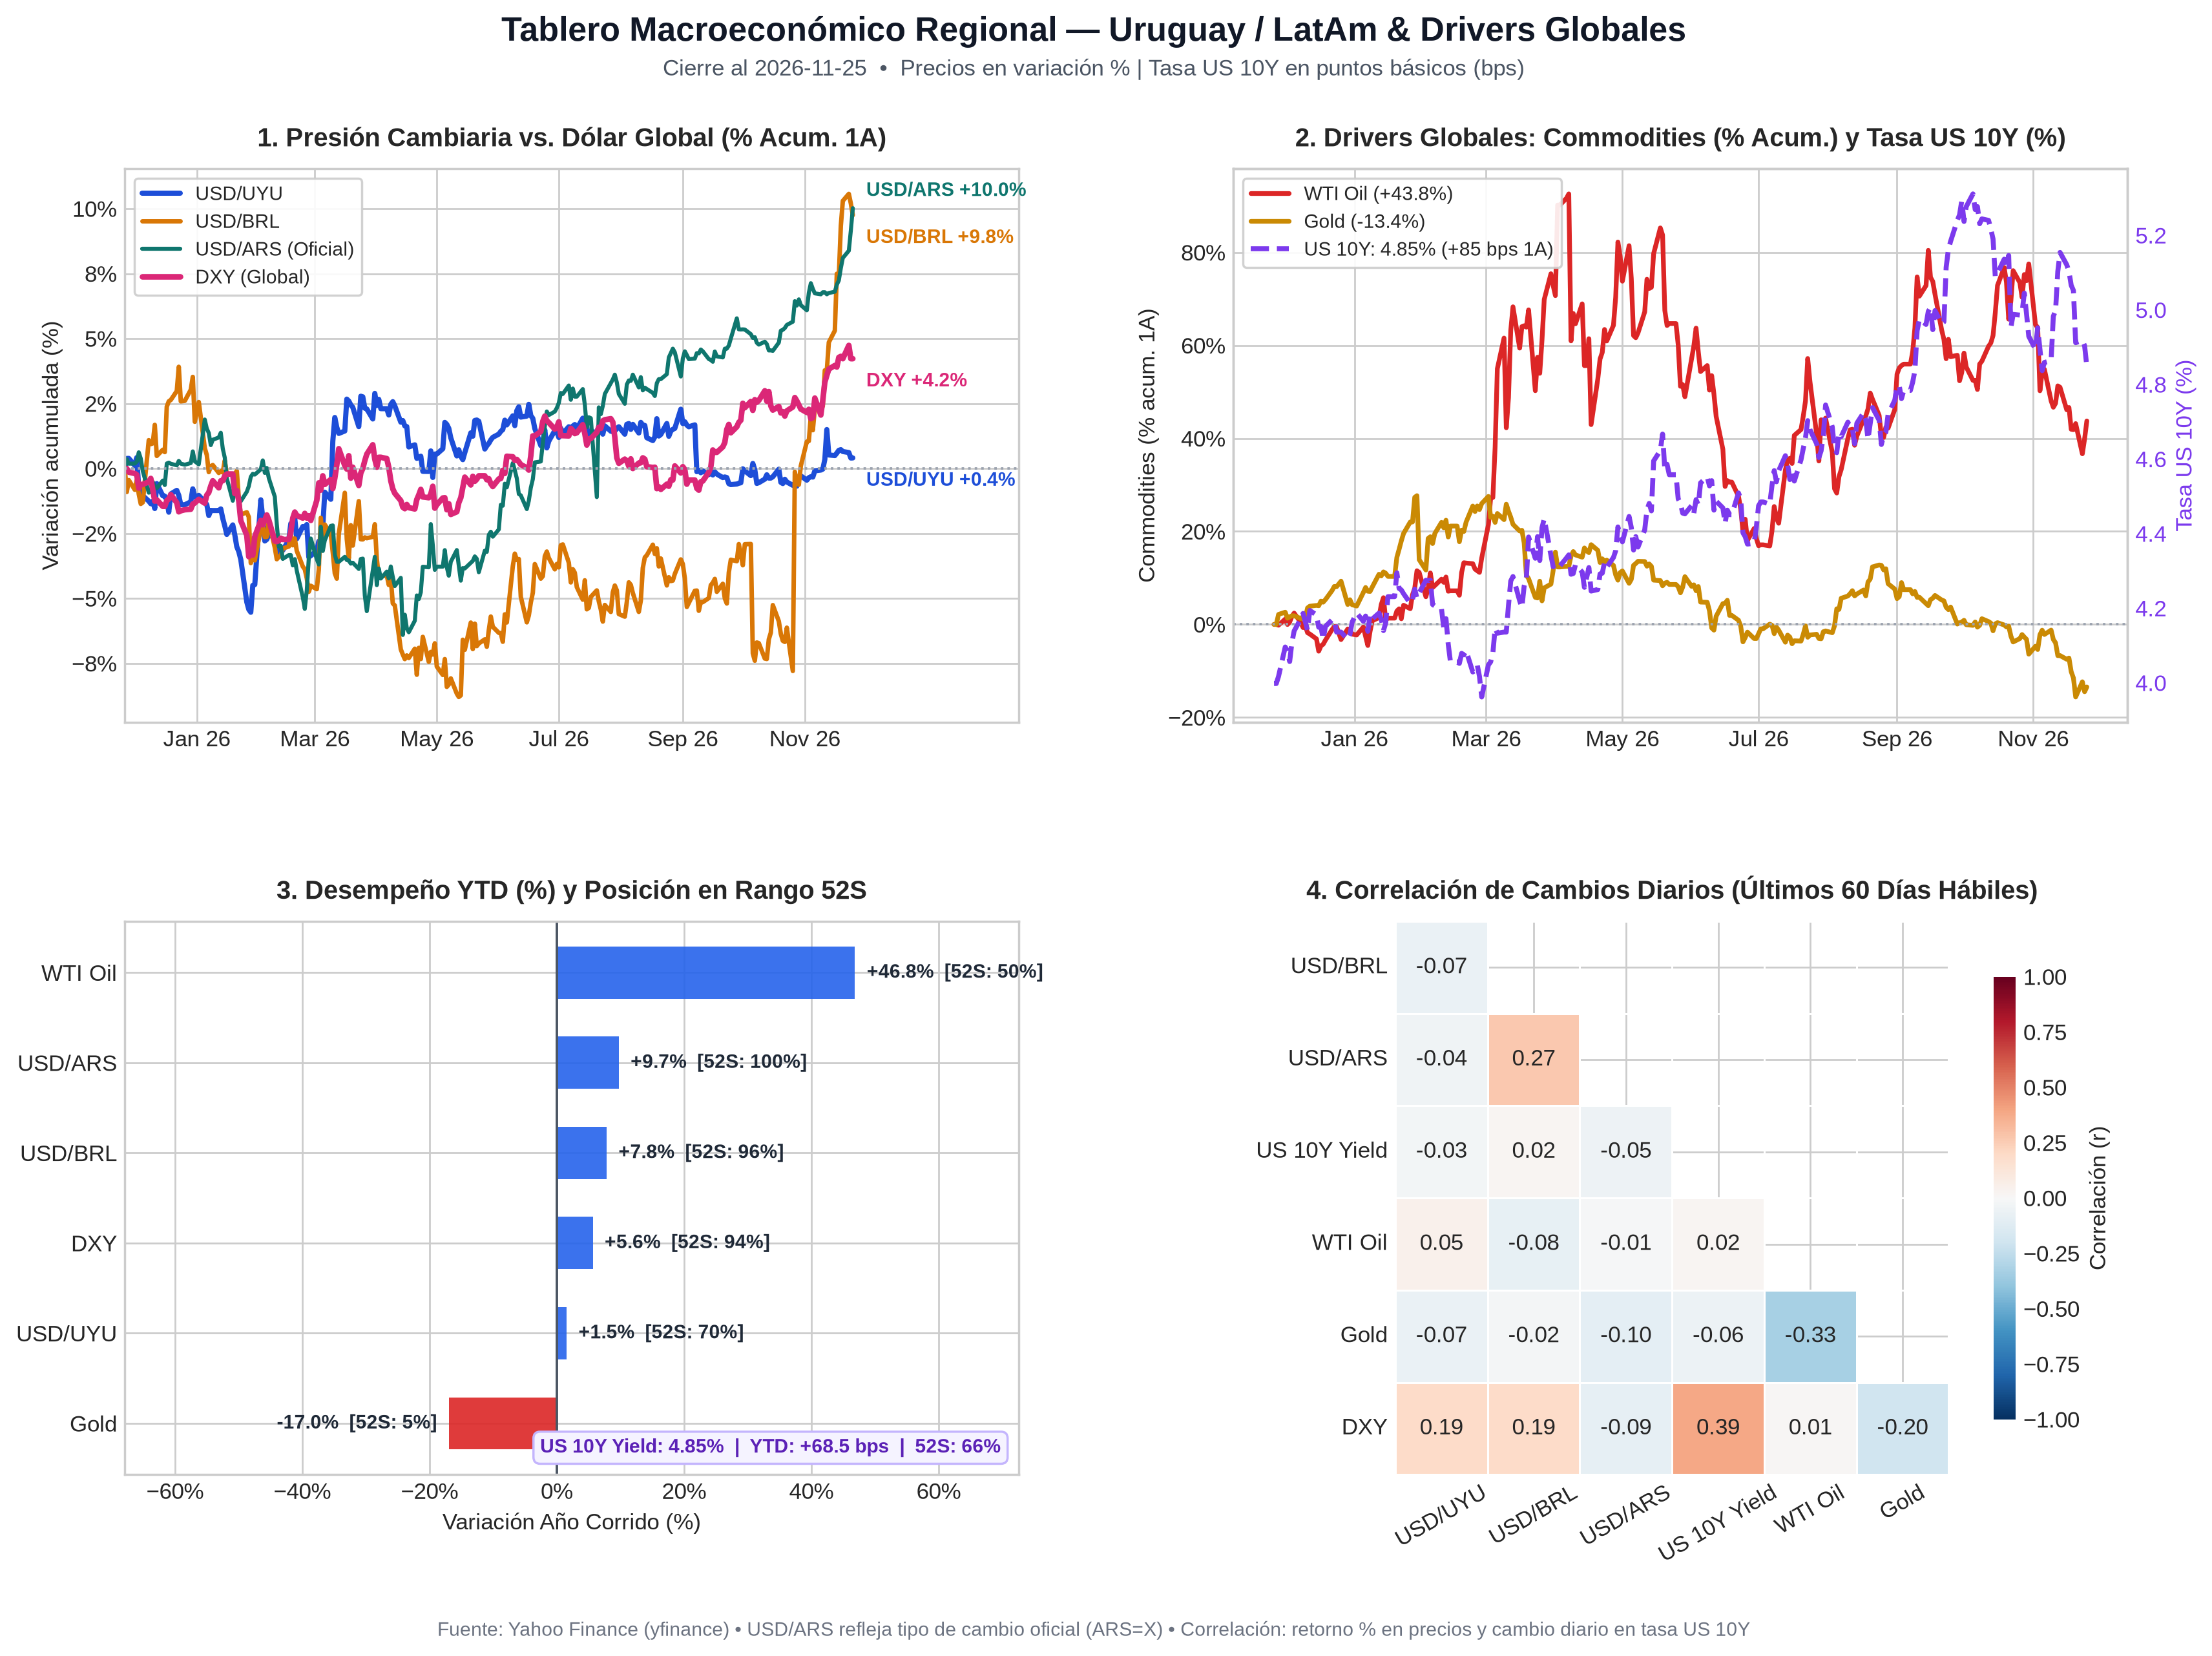 Tablero Macroeconómico Regional — Uruguay / LatAm & Drivers Globales
Cierre al 2026-11-25 • Precios en variación % | Tasa US 10Y en puntos básicos (bps)
1. Presión Cambiaria vs. Dólar Global (% Acum. 1A)
USD/UYU
USD/BRL
USD/ARS (Oficial)
DXY (Global)
USD/ARS +10.0%
USD/BRL +9.8%
DXY +4.2%
USD/UYU +0.4%
Variación acumulada (%)
10%
8%
5%
2%
0%
−2%
−5%
−8%
Jan 26
Mar 26
May 26
Jul 26
Sep 26
Nov 26
2. Drivers Globales: Commodities (% Acum.) y Tasa US 10Y (%)
WTI Oil (+43.8%)
Gold (-13.4%)
US 10Y: 4.85% (+85 bps 1A)
Commodities (% acum. 1A)
80%
60%
40%
20%
0%
−20%
Jan 26
Mar 26
May 26
Jul 26
Sep 26
Nov 26
5.2
5.0
4.8
4.6
4.4
4.2
4.0
Tasa US 10Y (%)
3. Desempeño YTD (%) y Posición en Rango 52S
WTI Oil
+46.8% [52S: 50%]
USD/ARS
+9.7% [52S: 100%]
USD/BRL
+7.8% [52S: 96%]
DXY
+5.6% [52S: 94%]
USD/UYU
+1.5% [52S: 70%]
Gold
-17.0% [52S: 5%]
US 10Y Yield: 4.85% | YTD: +68.5 bps | 52S: 66%
−60%
−40%
−20%
0%
20%
40%
60%
Variación Año Corrido (%)
4. Correlación de Cambios Diarios (Últimos 60 Días Hábiles)
USD/BRL -0.07
USD/ARS -0.04 0.27
US 10Y Yield -0.03 0.02 -0.05
WTI Oil 0.05 -0.08 -0.01 0.02
Gold -0.07 -0.02 -0.10 -0.06 -0.33
DXY 0.19 0.19 -0.09 0.39 0.01 -0.20
USD/UYU
USD/BRL
USD/ARS
US 10Y Yield
WTI Oil
Gold
1.00
0.75
0.50
0.25
0.00
−0.25
−0.50
−0.75
−1.00
Correlación (r)
Fuente: Yahoo Finance (yfinance) • USD/ARS refleja tipo de cambio oficial (ARS=X) • Correlación: retorno % en precios y cambio diario en tasa US 10Y